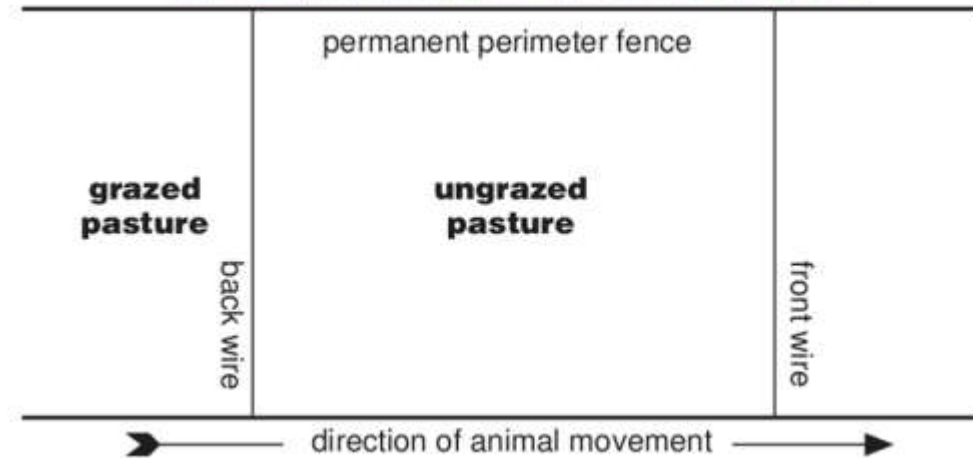 permanent perimeter fence
grazed
pasture
ungrazed
pasture
back wire
front wire
direction of animal movement